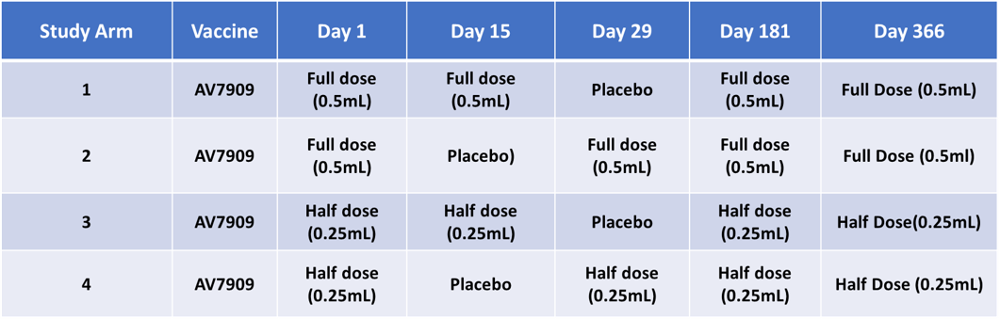 Study Arm Vaccine Day 1 Day 15 Day 29 Day 181 Day 366
1 AV7909 Full dose (0.5mL) Full dose (0.5mL) Placebo Full dose (0.5mL) Full Dose (0.5mL)
2 AV7909 Full dose (0.5mL) Placebo) Full dose (0.5mL) Full dose (0.5mL) Full Dose (0.5ml)
3 AV7909 Half dose (0.25mL) Half dose (0.25mL) Placebo Half dose (0.25mL) Half Dose(0.25mL)
4 AV7909 Half dose (0.25mL) Placebo Half dose (0.25mL) Half dose (0.25mL) Half Dose (0.25mL)